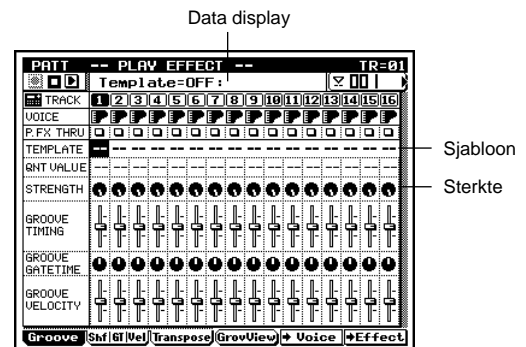 Data display
PATT -- PLAY EFFECT -- TR=01
Template=OFF:
TRACK 1 2 3 4 5 6 7 8 9 10 11 12 13 14 15 16
VOICE
P.FX THRU
TEMPLATE -- -- -- -- -- -- -- -- -- -- -- -- -- -- -- --
Sjabloon
QNT VALUE -- -- -- -- -- -- -- -- -- -- -- -- -- -- -- --
STRENGTH
Sterkte
GROOVE
TIMING
GROOVE
GATETIME
GROOVE
VELOCITY
Groove Shf GT Vel Transpose GrovView → Voice →Effect